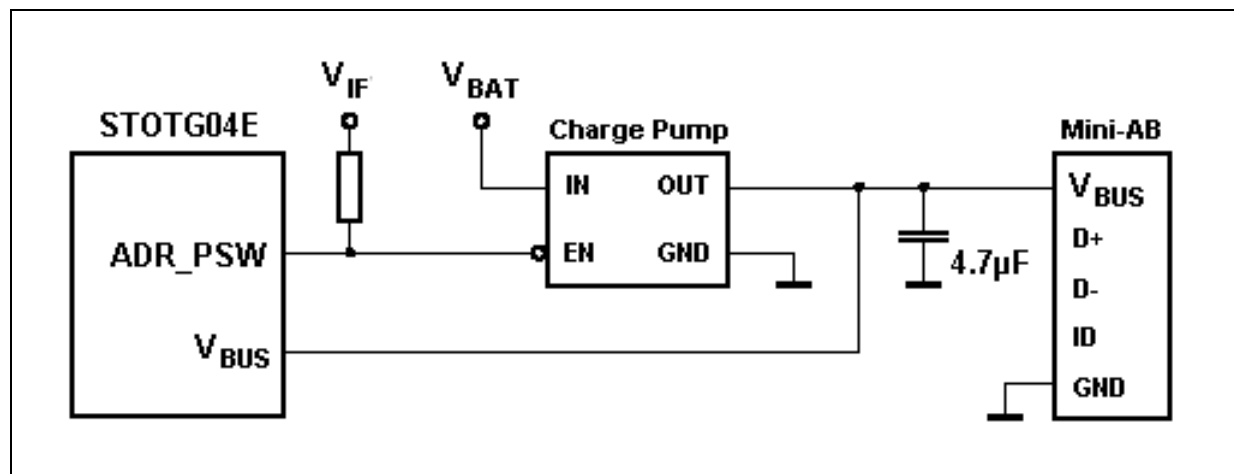 V_IF
V_BAT
STOTG04E
Charge Pump
Mini-AB
IN OUT
V_BUS
ADR_PSW
EN GND
D+
4.7µF
D-
V_BUS
ID
GND